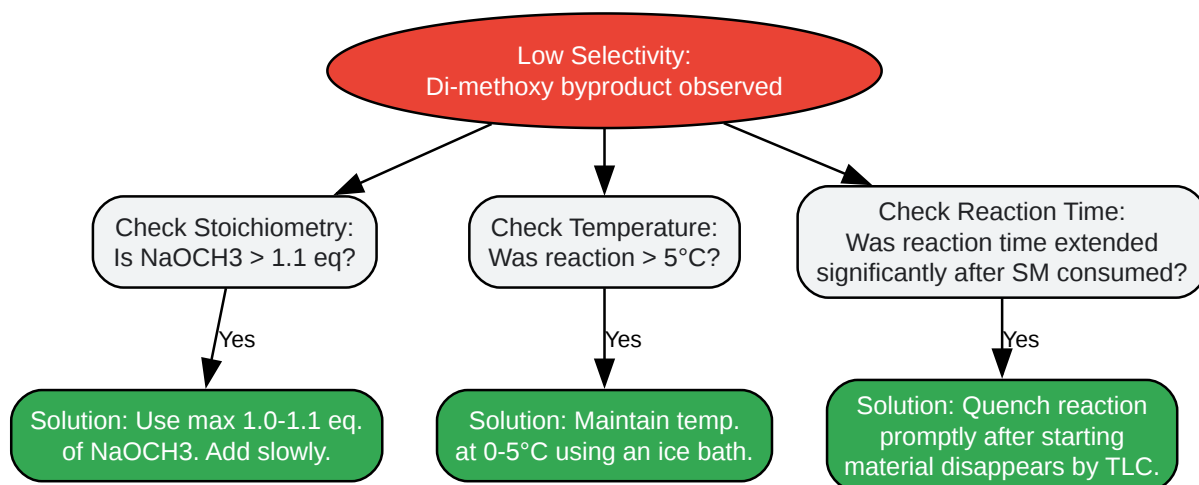 Low Selectivity:
Di-methoxy byproduct observed
Check Stoichiometry:
Is NaOCH3 > 1.1 eq?
Check Temperature:
Was reaction > 5°C?
Check Reaction Time:
Was reaction time extended
significantly after SM consumed?
Yes
Yes
Yes
Solution: Use max 1.0-1.1 eq.
of NaOCH3. Add slowly.
Solution: Maintain temp.
at 0-5°C using an ice bath.
Solution: Quench reaction
promptly after starting
material disappears by TLC.